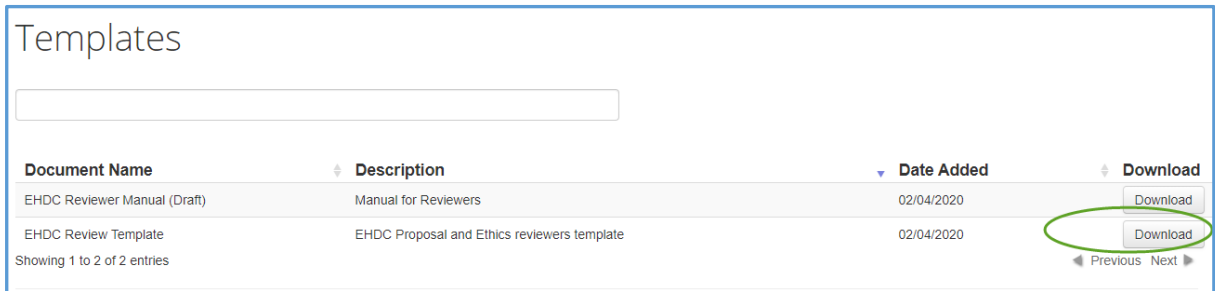 Templates
Document Name Description Date Added Download
EHDC Reviewer Manual (Draft) Manual for Reviewers 02/04/2020 Download
EHDC Review Template EHDC Proposal and Ethics reviewers template 02/04/2020 Download
Showing 1 to 2 of 2 entries Previous Next